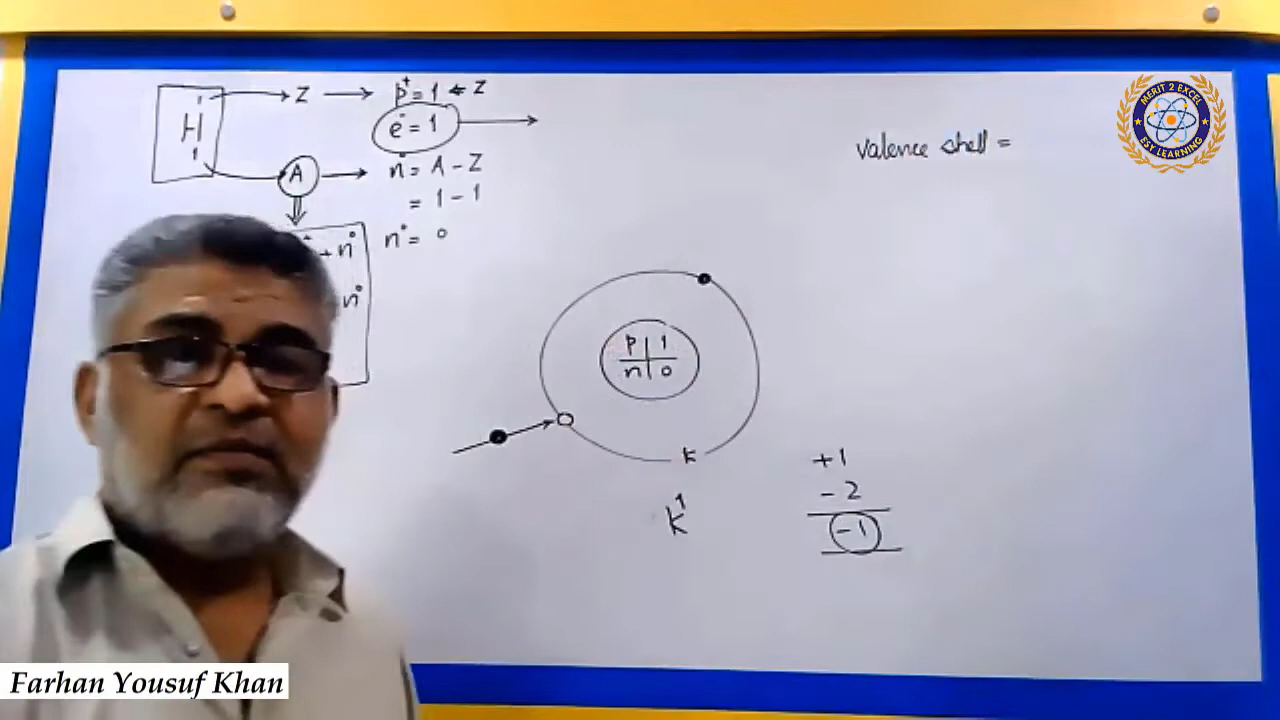 1
H
1
→ Z → p⁺ = 1 ← Z
e⁻ = 1 →
A → n° = A - Z
= 1 - 1
n° = 0
+ n°
n°
valence shell =
MERIT 2 EXCEL
ESY LEARNING
p | 1
n | 0
k
k¹
+1
- 2
-1
Farhan Yousuf Khan